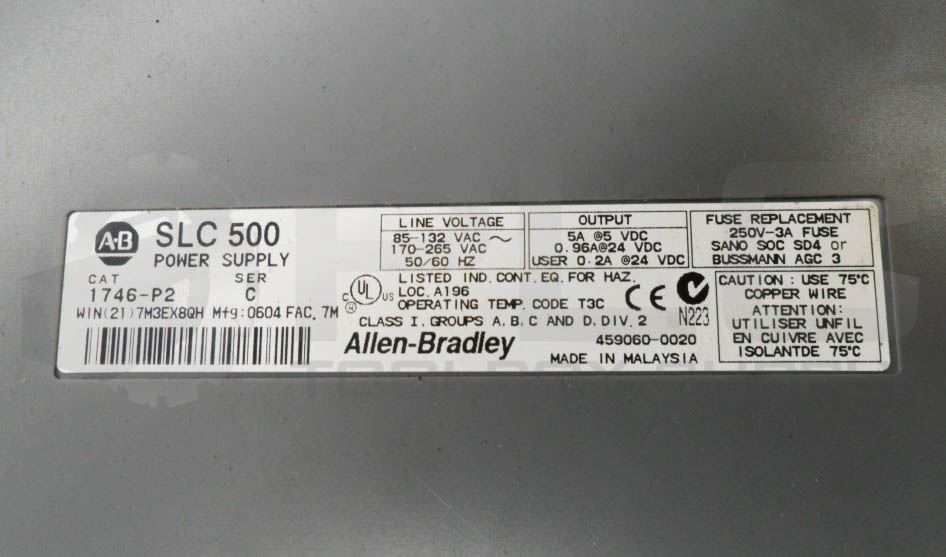 A·B
SLC 500
POWER SUPPLY
CAT SER
1746-P2 C
WIN(21)7M3EX8QH Mfg:0604 FAC. 7M
LINE VOLTAGE
85-132 VAC ~
170-265 VAC
50/60 HZ
OUTPUT
5A @5 VDC
0.96A@24 VDC
USER 0.2A @24 VDC
FUSE REPLACEMENT
250V-3A FUSE
SANO SOC SD4 or
BUSSMANN AGC 3
C UL US
LISTED IND. CONT. EQ. FOR HAZ.
LOC. A196
OPERATING TEMP. CODE T3C
CLASS I, GROUPS A, B, C AND D, DIV. 2
CE
N223
Allen-Bradley
459060-0020
MADE IN MALAYSIA
CAUTION : USE 75°C
COPPER WIRE
ATTENTION:
UTILISER UNFIL
EN CUIVRE AVEC
ISOLANTDE 75°C